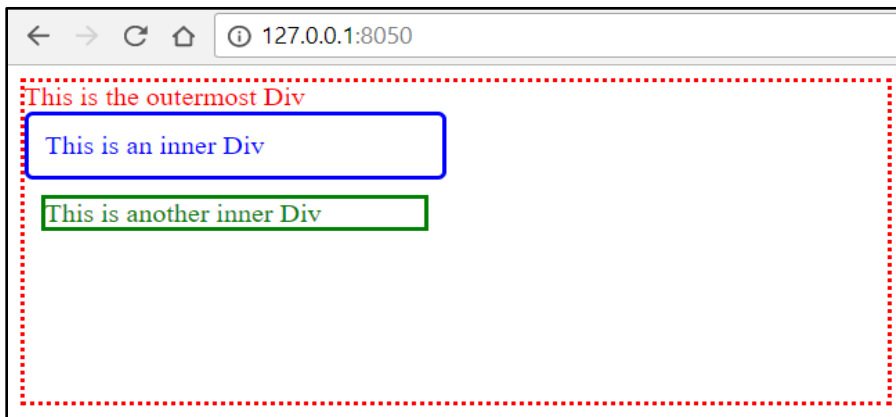 127.0.0.1:8050
This is the outermost Div
This is an inner Div
This is another inner Div